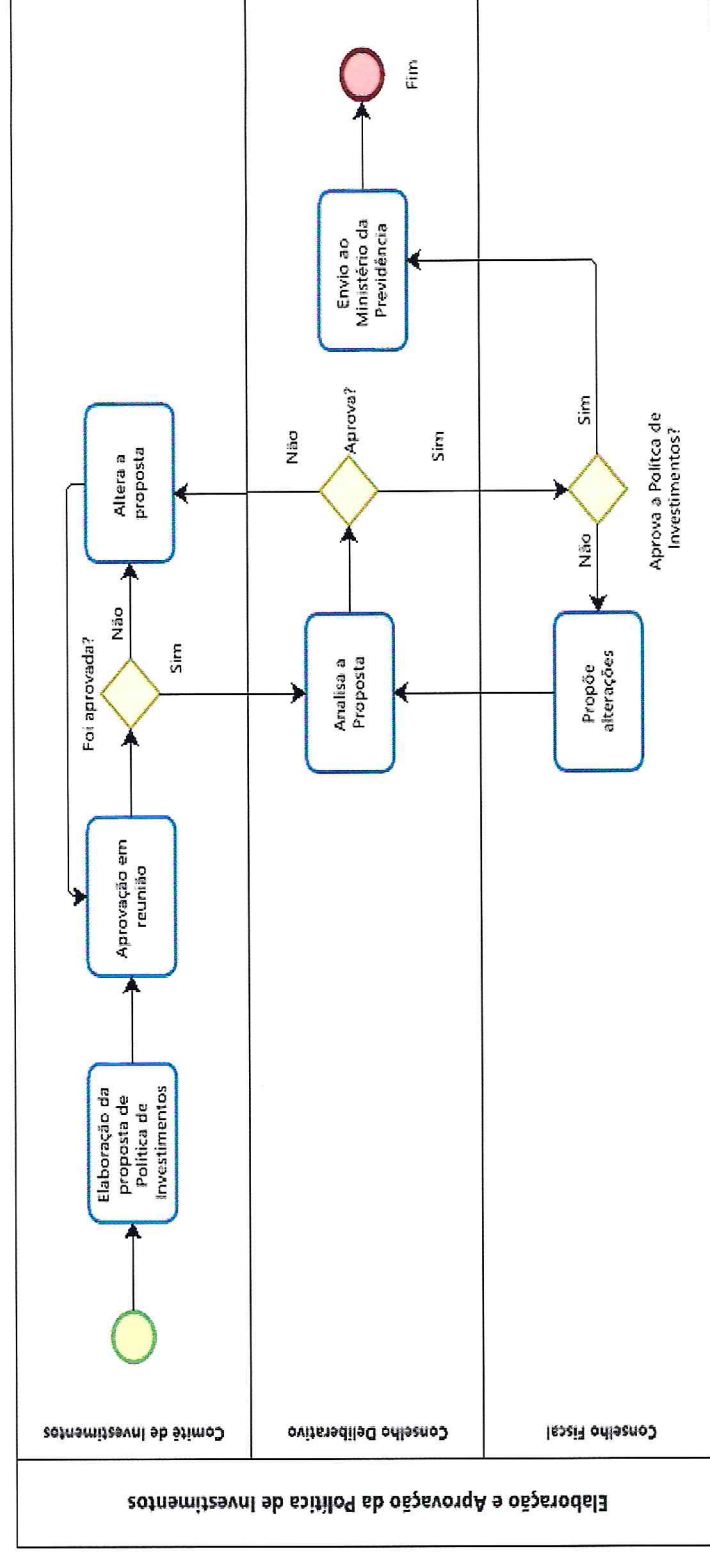 Elaboração e Aprovação da Política de Investimentos
Comitê de Investimentos
Elaboração da
proposta de
Política de
Investimentos
Aprovação em
reunião
Foi aprovada?
Não
Sim
Altera a
proposta
Conselho Deliberativo
Analisa a
Proposta
Aprova?
Não
Sim
Envio ao
Ministério da
Previdência
Fim
Conselho Fiscal
Propõe
alterações
Não
Sim
Aprova a Polítca de
Investimentos?